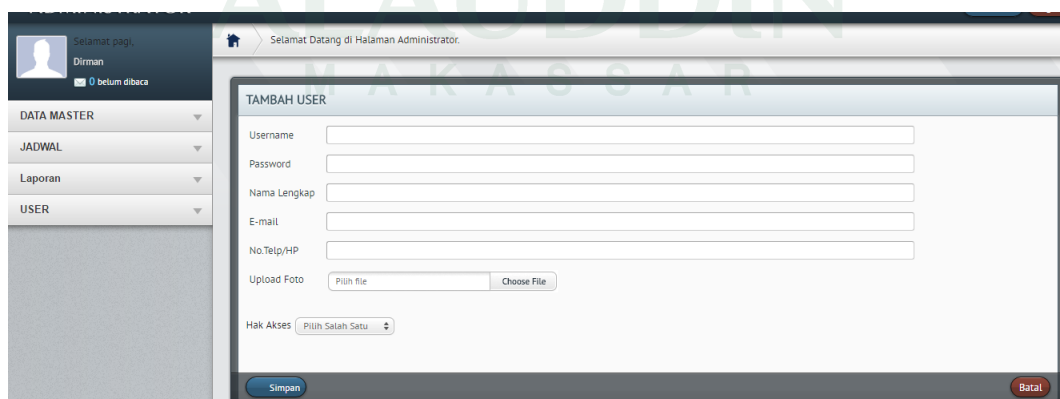 Selamat pagi,
Dirman
0 belum dibaca
DATA MASTER
JADWAL
Laporan
USER
Selamat Datang di Halaman Administrator.
MAKASSAR
TAMBAH USER
Username
Password
Nama Lengkap
E-mail
No.Telp/HP
Upload Foto Pilih file Choose File
Hak Akses Pilih Salah Satu
Simpan Batal